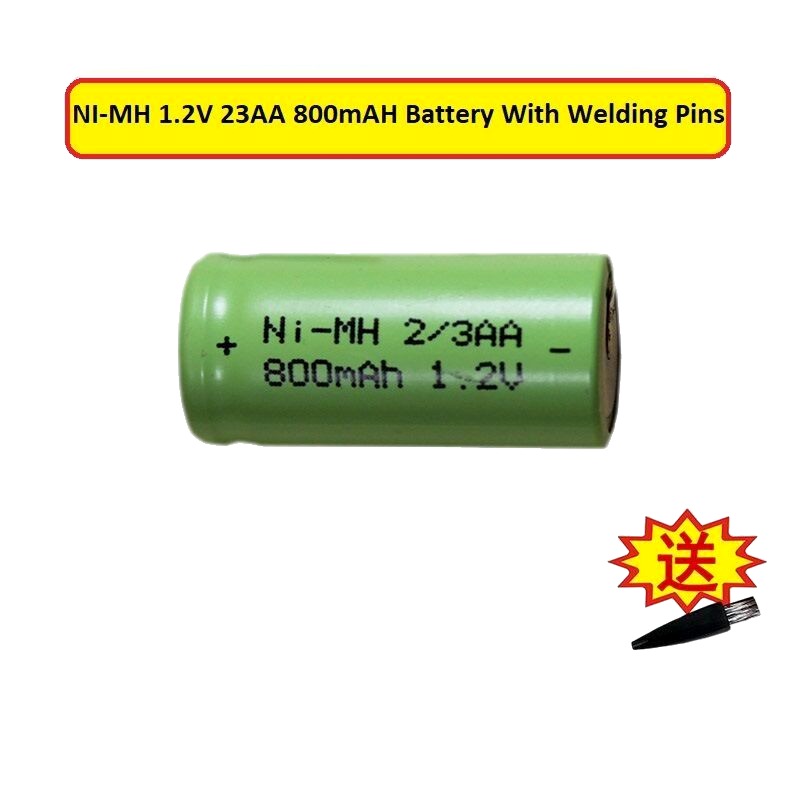 NI-MH 1.2V 23AA 800mAH Battery With Welding Pins
+ Ni-MH 2/3AA -
800mAh 1.2V
送